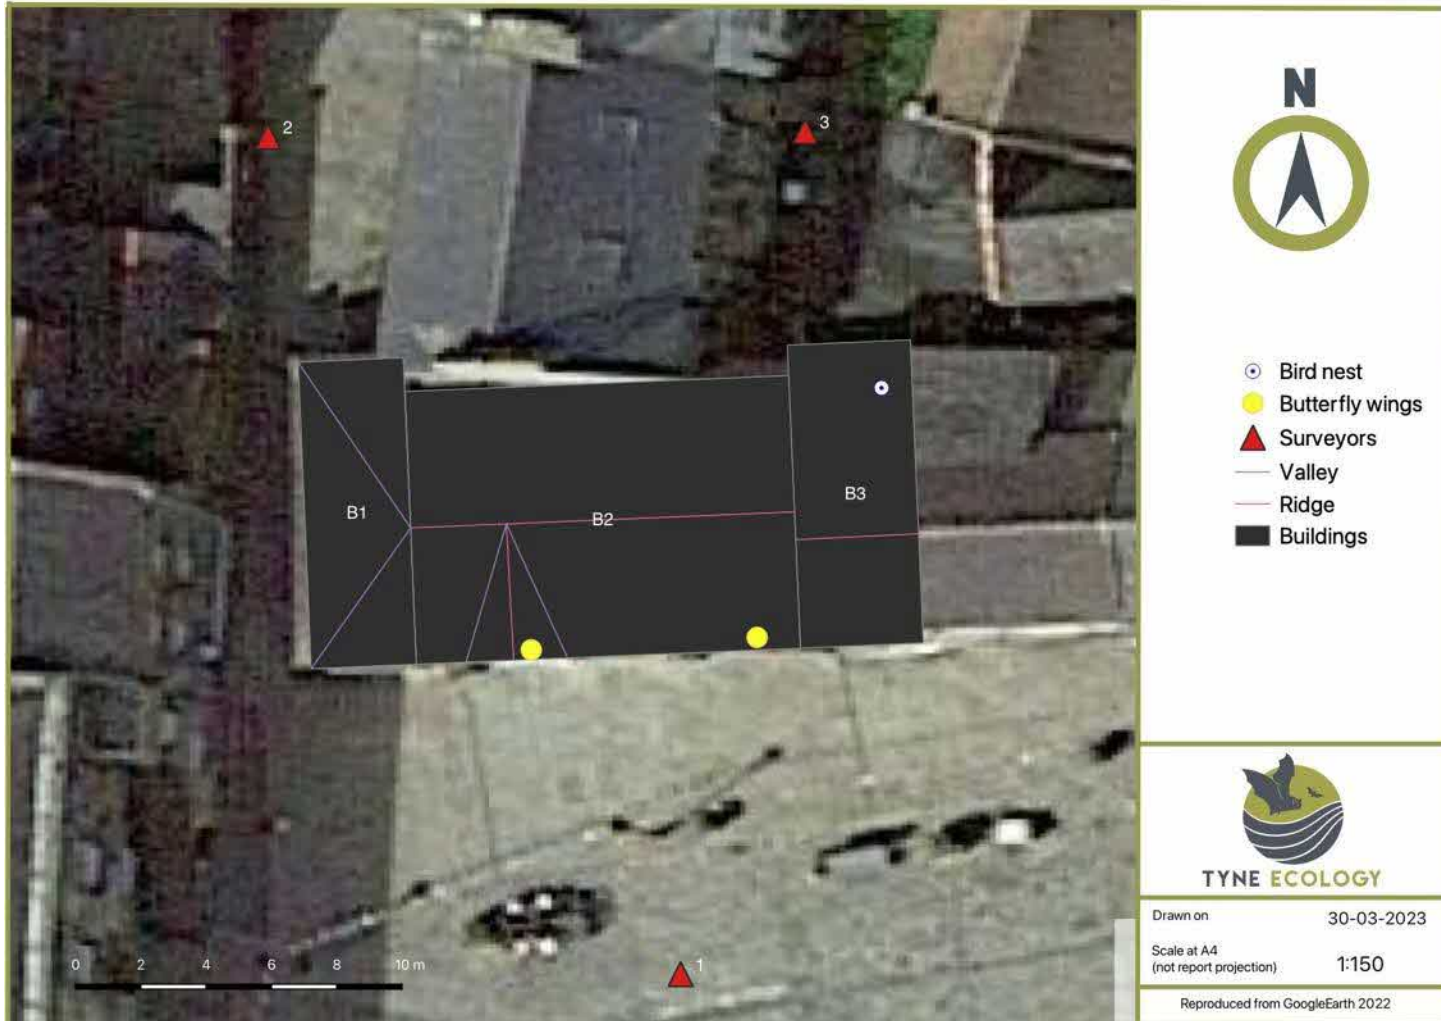 2
3
B1
B2
B3
0 2 4 6 8 10 m
1
N
Bird nest
Butterfly wings
Surveyors
Valley
Ridge
Buildings
TYNE ECOLOGY
Drawn on 30-03-2023
Scale at A4
(not report projection) 1:150
Reproduced from GoogleEarth 2022